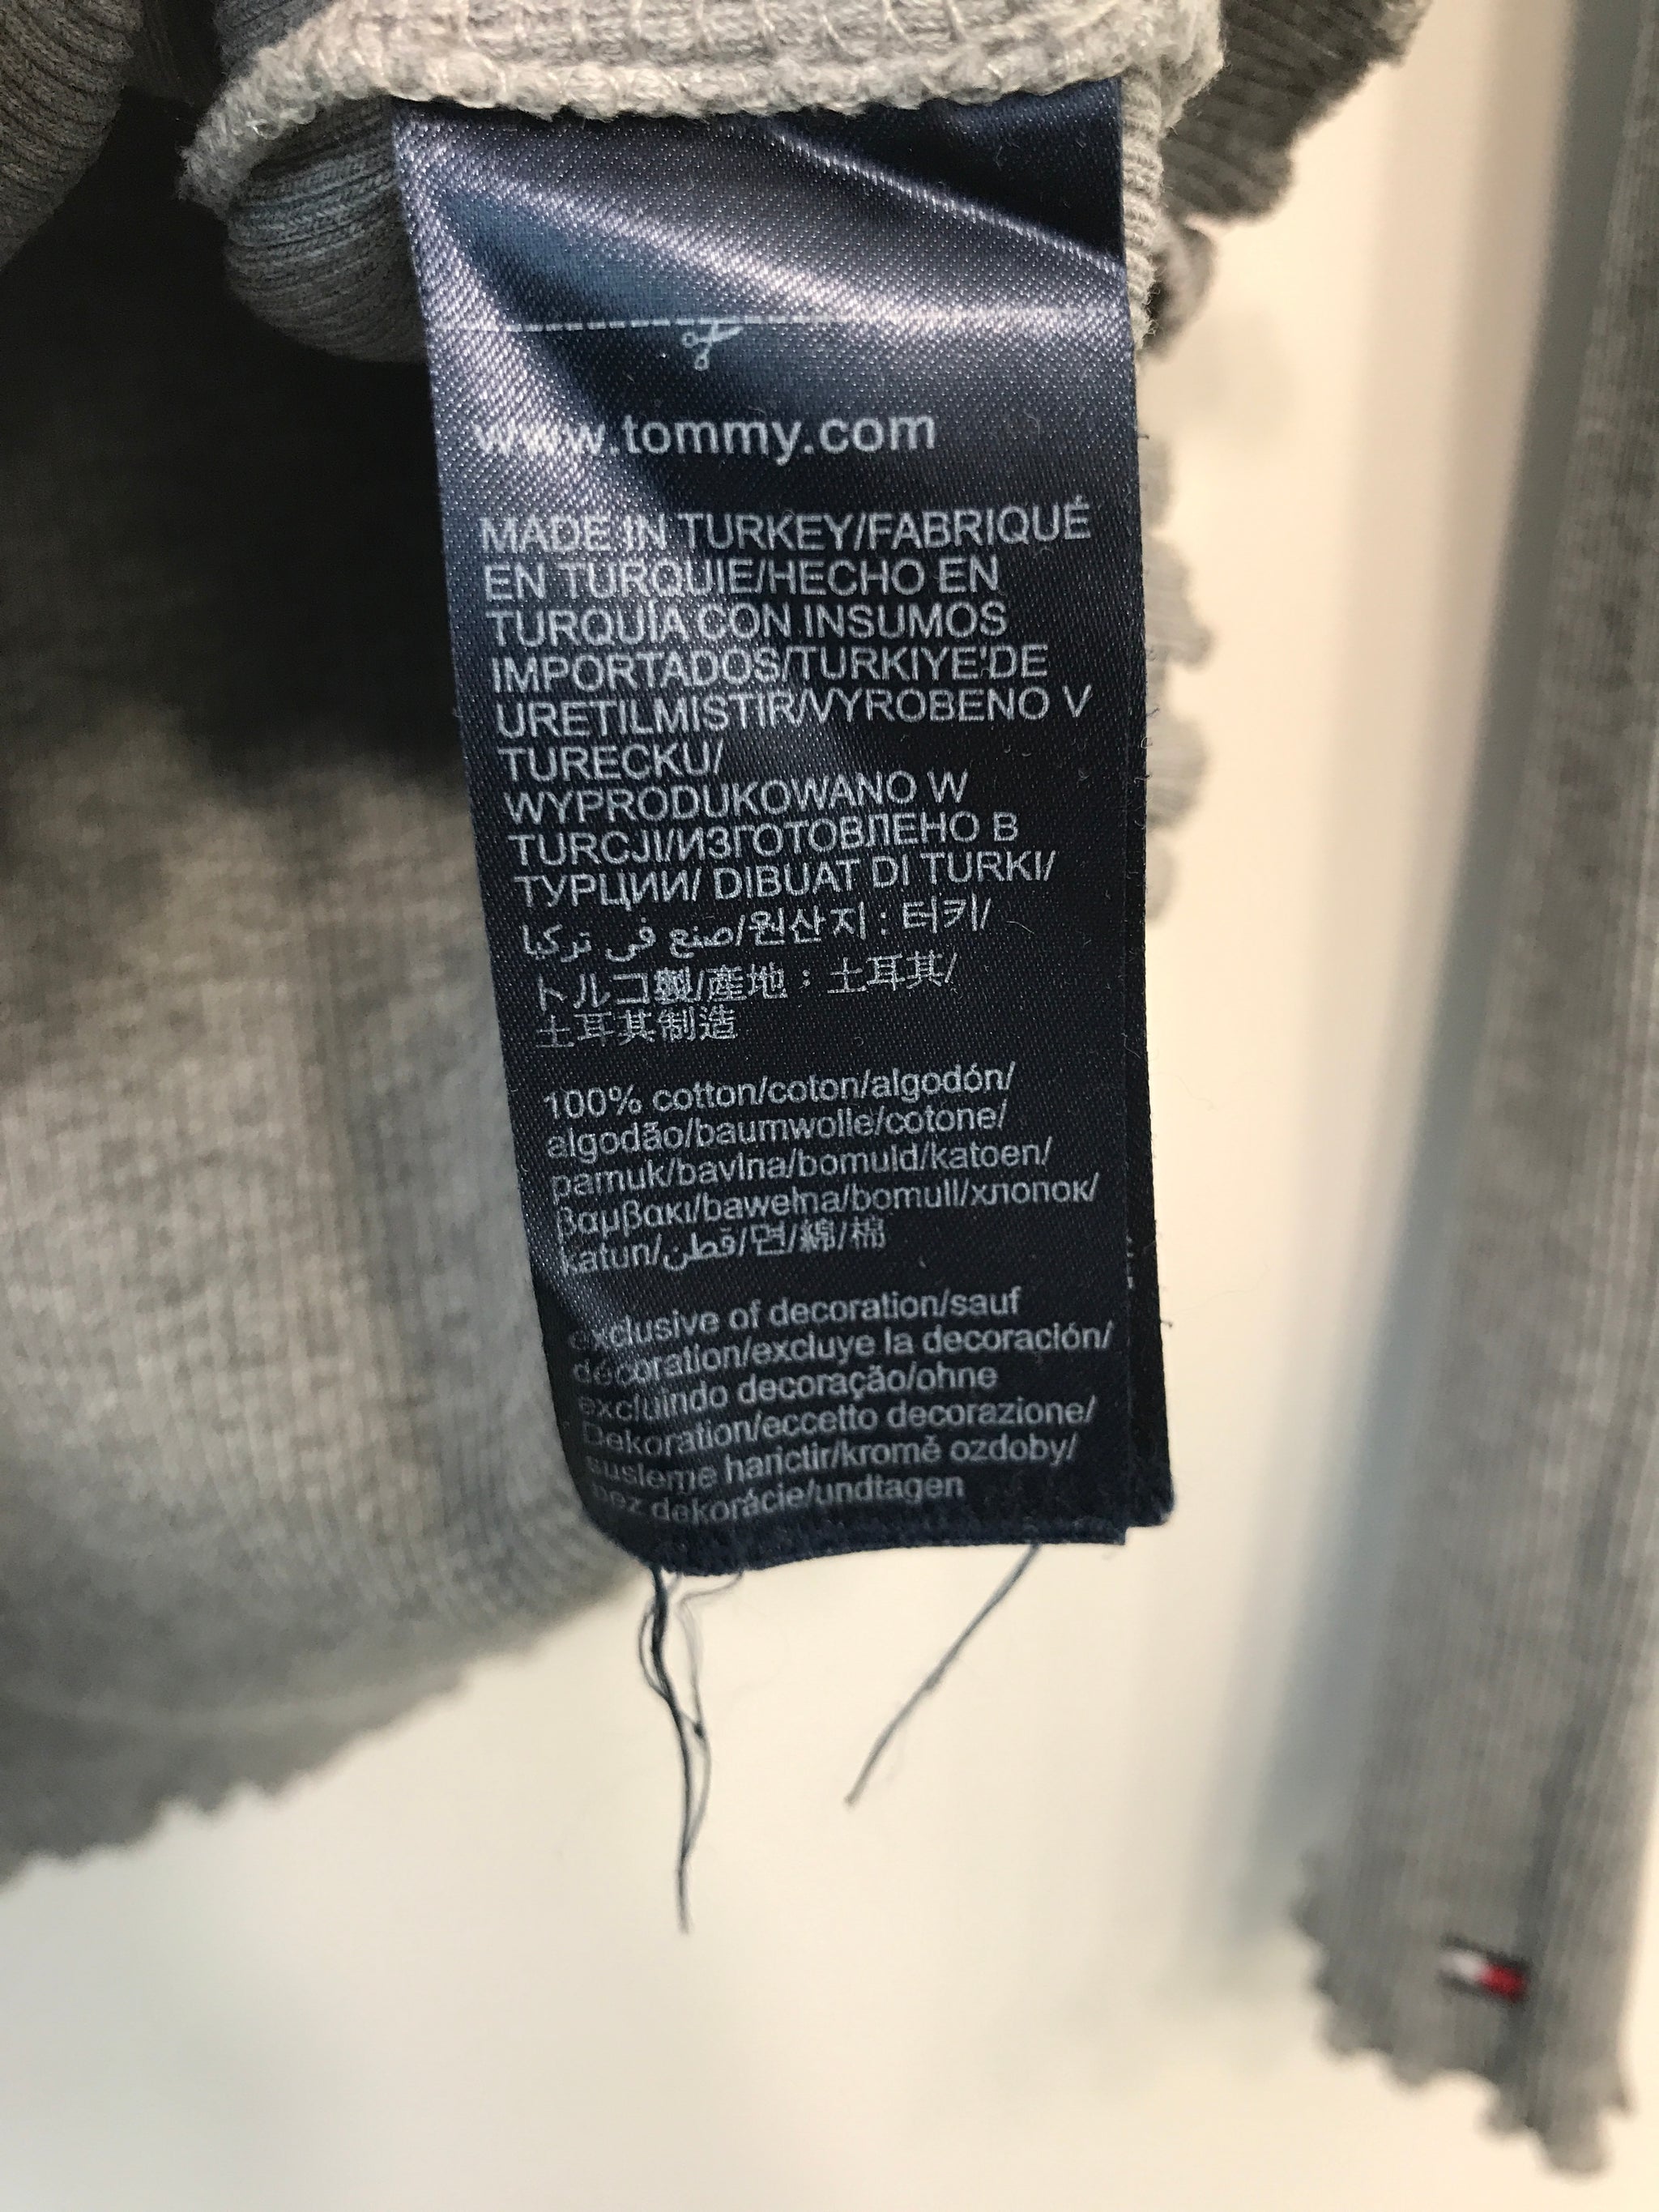 www.tommy.com
MADE IN TURKEY/FABRIQUÉ
EN TURQUIE/HECHO EN
TURQUÍA CON INSUMOS
IMPORTADOS/TURKIYE'DE
URETILMISTIR/VYROBENO V
TURECKU/
WYPRODUKOWANO W
TURCJI/ИЗГОТОВЛЕНО В
ТУРЦИИ/ DIBUAT DI TURKI/
صنع في تركيا/원산지 : 터키/
トルコ製/產地 : 土耳其/
土耳其制造
100% cotton/coton/algodón/
algodão/baumwolle/cotone/
pamuk/bavlna/bomuld/katoen/
βαμβακι/bawełna/bomull/хлопок/
katun/قطن/면/綿/棉
exclusive of decoration/sauf
décoration/excluye la decoración/
excluindo decoração/ohne
Dekoration/eccetto decorazione/
susleme harictir/kromě ozdoby/
bez dekorácie/undtagen